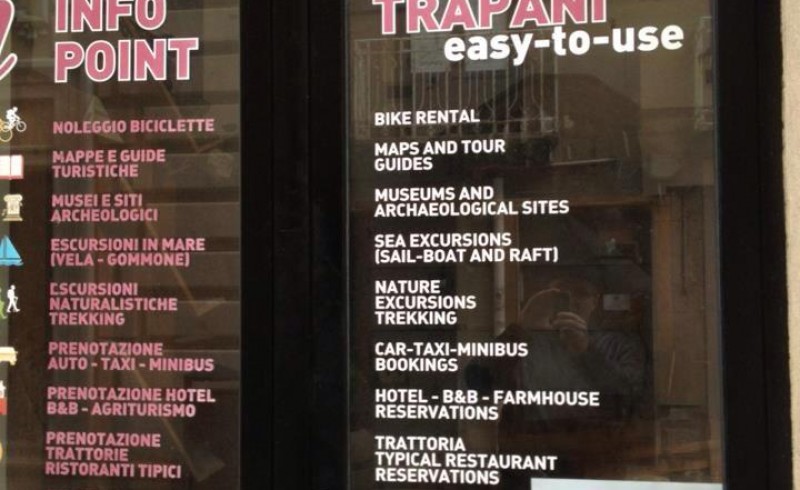 INFO
POINT
NOLEGGIO BICICLETTE
MAPPE E GUIDE
TURISTICHE
MUSEI E SITI
ARCHEOLOGICI
ESCURSIONI IN MARE
(VELA - GOMMONE)
ESCURSIONI
NATURALISTICHE
TREKKING
PRENOTAZIONE
AUTO - TAXI - MINIBUS
PRENOTAZIONE HOTEL
B&B - AGRITURISMO
PRENOTAZIONE
TRATTORIE
RISTORANTI TIPICI
TRAPANI
easy-to-use
BIKE RENTAL
MAPS AND TOUR
GUIDES
MUSEUMS AND
ARCHAEOLOGICAL SITES
SEA EXCURSIONS
(SAIL-BOAT AND RAFT)
NATURE
EXCURSIONS
TREKKING
CAR-TAXI-MINIBUS
BOOKINGS
HOTEL - B&B - FARMHOUSE
RESERVATIONS
TRATTORIA
TYPICAL RESTAURANT
RESERVATIONS